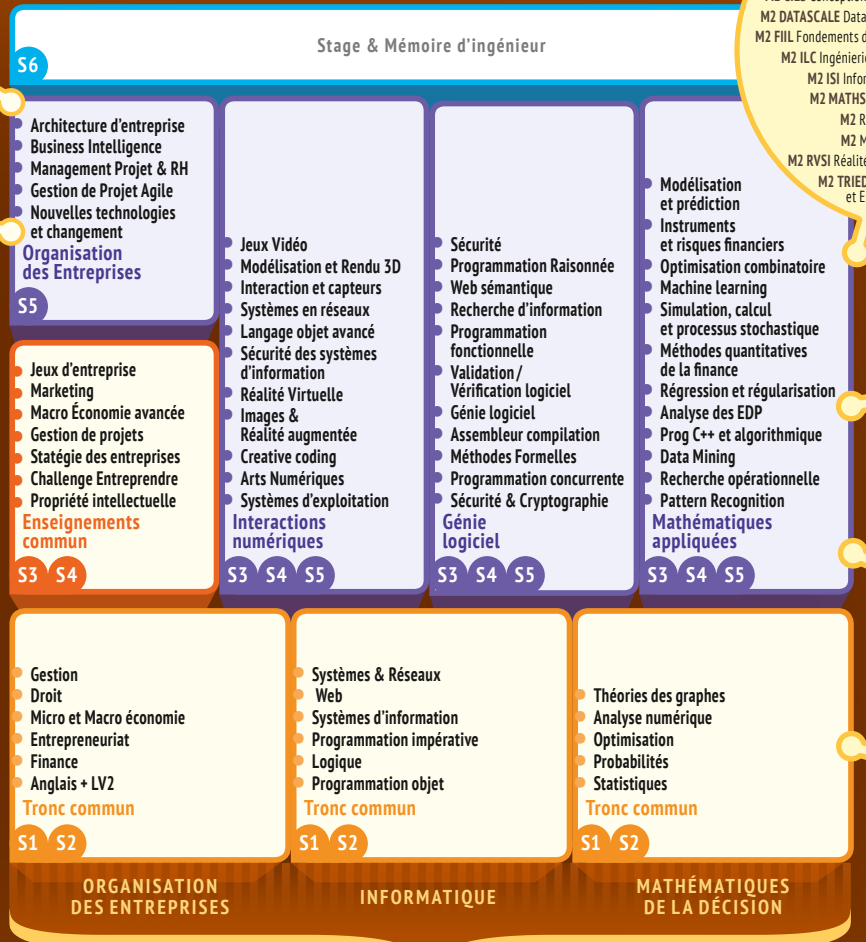 M2 DATASCALE Data
M2 FIIL Fondements d
M2 ILC Ingénierie
M2 ISI Infor
M2 MATHS
M2 R
M2 M
M2 RVSI Réalité
M2 TRIED
et E
Stage & Mémoire d'ingénieur
S6
Architecture d'entreprise
Business Intelligence
Management Projet & RH
Gestion de Projet Agile
Nouvelles technologies
et changement
Organisation
des Entreprises
S5
Jeux d'entreprise
Marketing
Macro Économie avancée
Gestion de projets
Statégie des entreprises
Challenge Entreprendre
Propriété intellectuelle
Enseignements
commun
S3 S4
Jeux Vidéo
Modélisation et Rendu 3D
Interaction et capteurs
Systèmes en réseaux
Langage objet avancé
Sécurité des systèmes
d'information
Réalité Virtuelle
Images &
Réalité augmentée
Creative coding
Arts Numériques
Systèmes d'exploitation
Interactions
numériques
S3 S4 S5
Sécurité
Programmation Raisonnée
Web sémantique
Recherche d'information
Programmation
fonctionnelle
Validation /
Vérification logiciel
Génie logiciel
Assembleur compilation
Méthodes Formelles
Programmation concurrente
Sécurité & Cryptographie
Génie
logiciel
S3 S4 S5
Modélisation
et prédiction
Instruments
et risques financiers
Optimisation combinatoire
Machine learning
Simulation, calcul
et processus stochastique
Méthodes quantitatives
de la finance
Régression et régularisation
Analyse des EDP
Prog C++ et algorithmique
Data Mining
Recherche opérationnelle
Pattern Recognition
Mathématiques
appliquées
S3 S4 S5
Gestion
Droit
Micro et Macro économie
Entrepreneuriat
Finance
Anglais + LV2
Tronc commun
S1 S2
Systèmes & Réseaux
Web
Systèmes d'information
Programmation impérative
Logique
Programmation objet
Tronc commun
S1 S2
Théories des graphes
Analyse numérique
Optimisation
Probabilités
Statistiques
Tronc commun
S1 S2
ORGANISATION
DES ENTREPRISES
INFORMATIQUE
MATHÉMATIQUES
DE LA DÉCISION